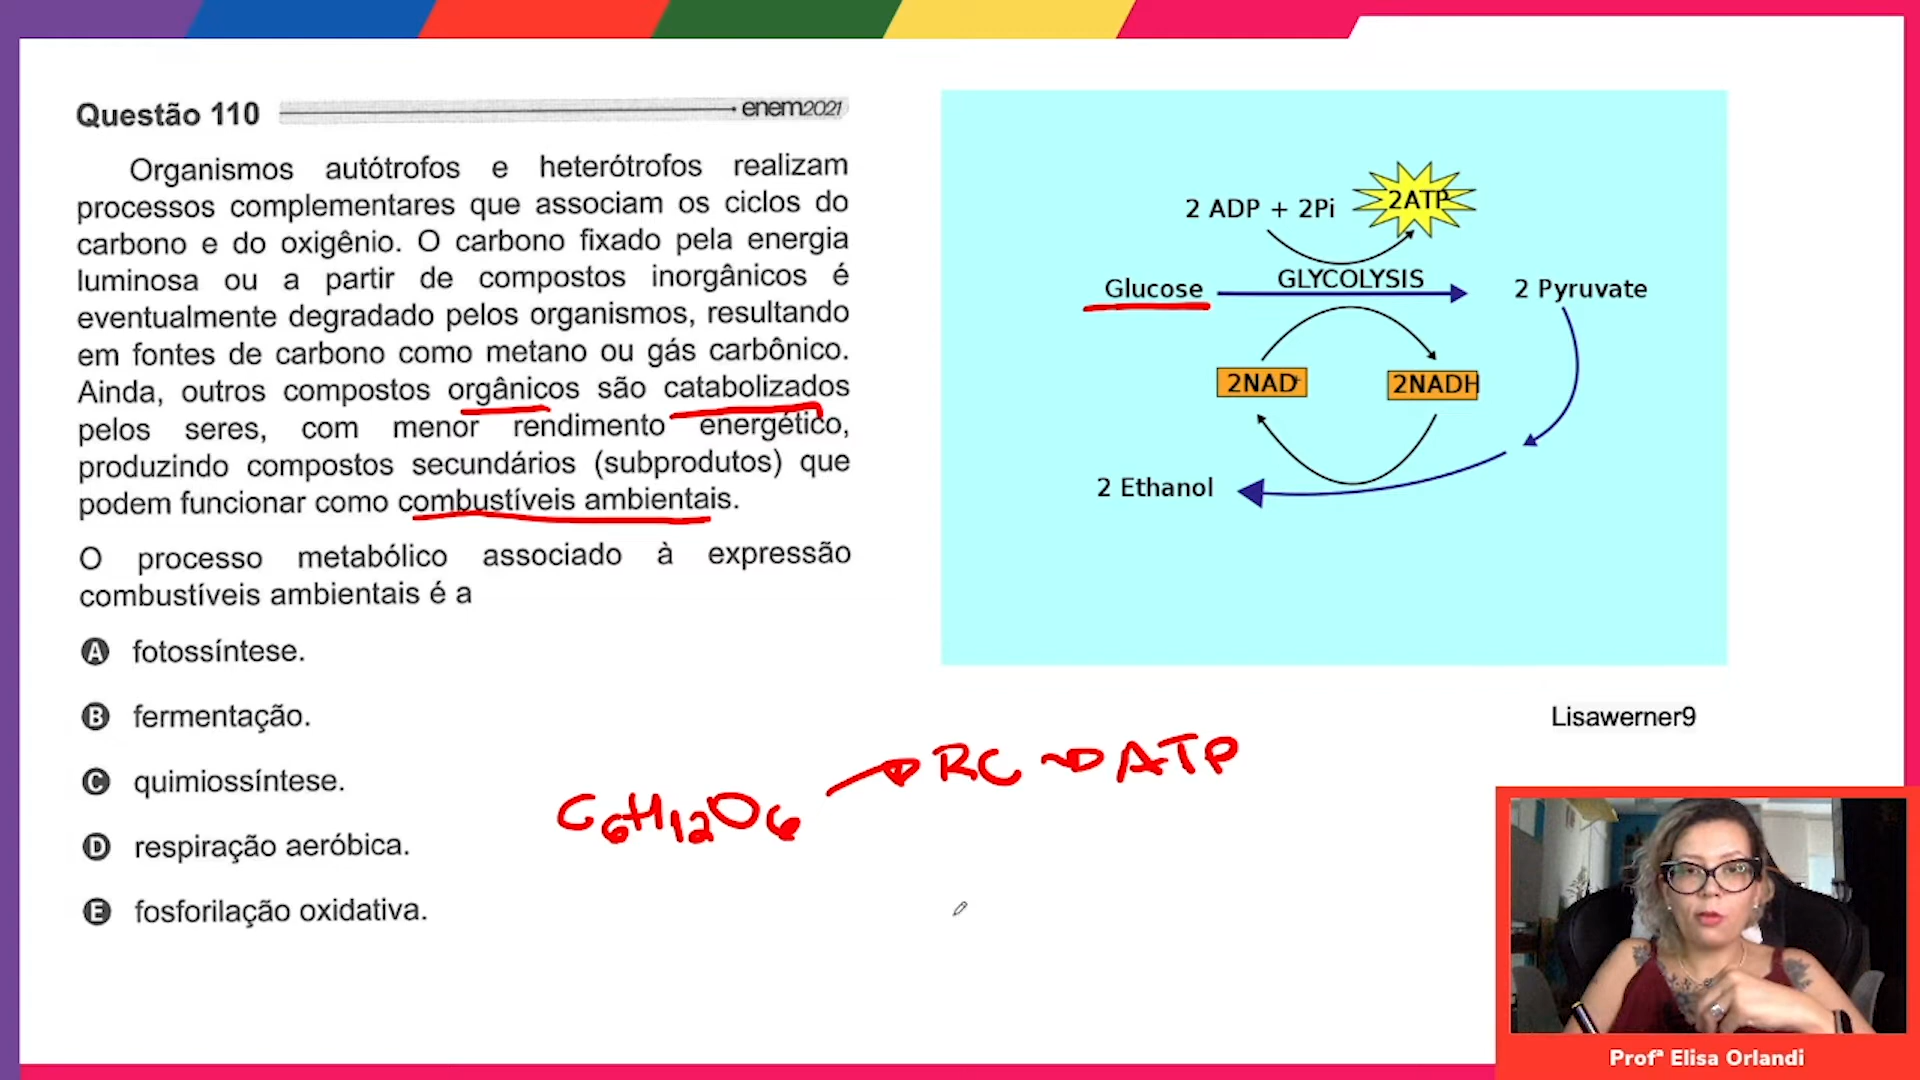 Questão 110
enem2021
Organismos autótrofos e heterótrofos realizam
processos complementares que associam os ciclos do
carbono e do oxigênio. O carbono fixado pela energia
luminosa ou a partir de compostos inorgânicos é
eventualmente degradado pelos organismos, resultando
em fontes de carbono como metano ou gás carbônico.
Ainda, outros compostos orgânicos são catabolizados
pelos seres, com menor rendimento energético,
produzindo compostos secundários (subprodutos) que
podem funcionar como combustíveis ambientais.
O processo metabólico associado à expressão
combustíveis ambientais é a
A fotossíntese.
B fermentação.
C quimiossíntese.
D respiração aeróbica.
E fosforilação oxidativa.
2 ADP + 2Pi
2ATP
Glucose
GLYCOLYSIS
2 Pyruvate
2NAD+
2NADH
2 Ethanol
Lisawerner9
C6H12O6 → RC → ATP
Profª Elisa Orlandi